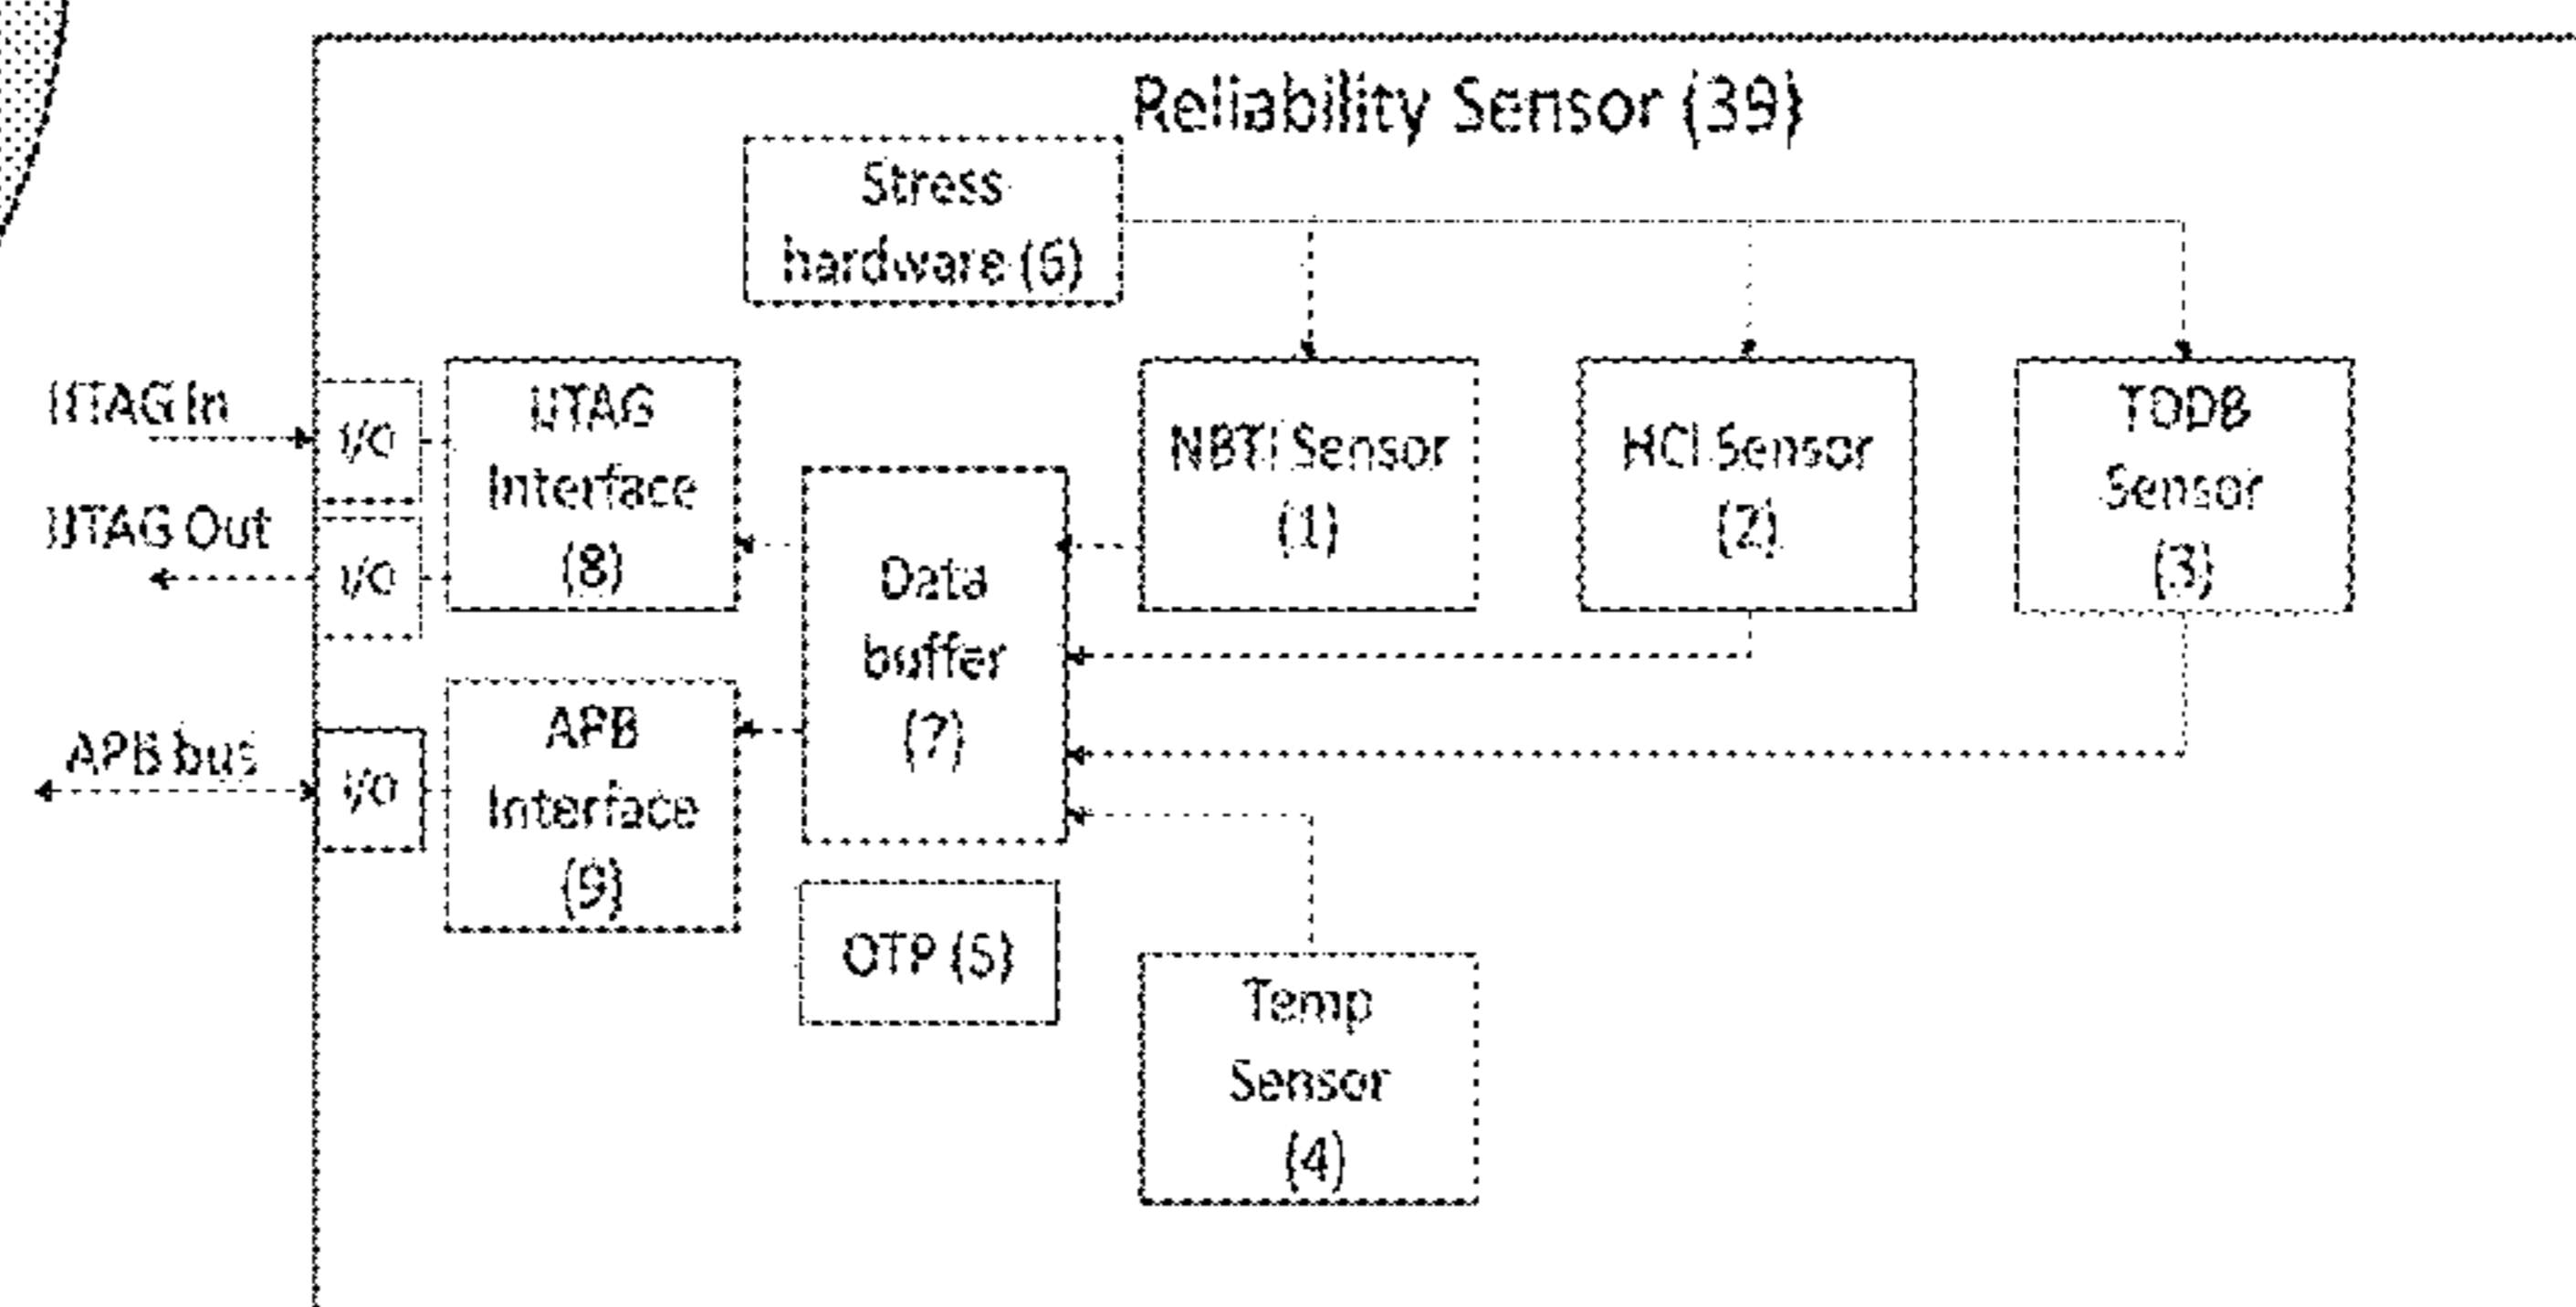 Reliability Sensor (39)
Stress
hardware (6)
IJTAG In
I/O
IJTAG
Interface
(8)
NBTI Sensor
(1)
HCI Sensor
(2)
TODB
Sensor
(3)
IJTAG Out
I/O
Data
buffer
(7)
APB bus
I/O
APB
Interface
(9)
OTP (5)
Temp
Sensor
(4)